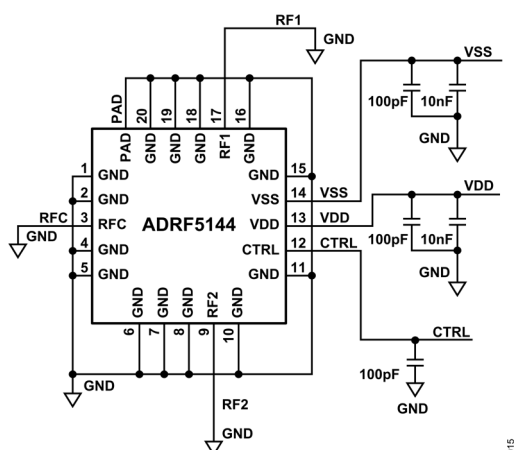 RF1
GND
VSS
100pF
10nF
GND
PAD
20
19
18
17
16
PAD
GND
GND
GND
RF1
GND
1
GND
GND
15
2
GND
VSS
14
VSS
VDD
RFC
3
RFC
ADRF5144
VDD
13
VDD
GND
100pF
10nF
4
GND
CTRL
12
CTRL
5
GND
GND
11
GND
GND
GND
GND
RF2
GND
6
7
8
9
10
CTRL
100pF
GND
RF2
GND
GND
015